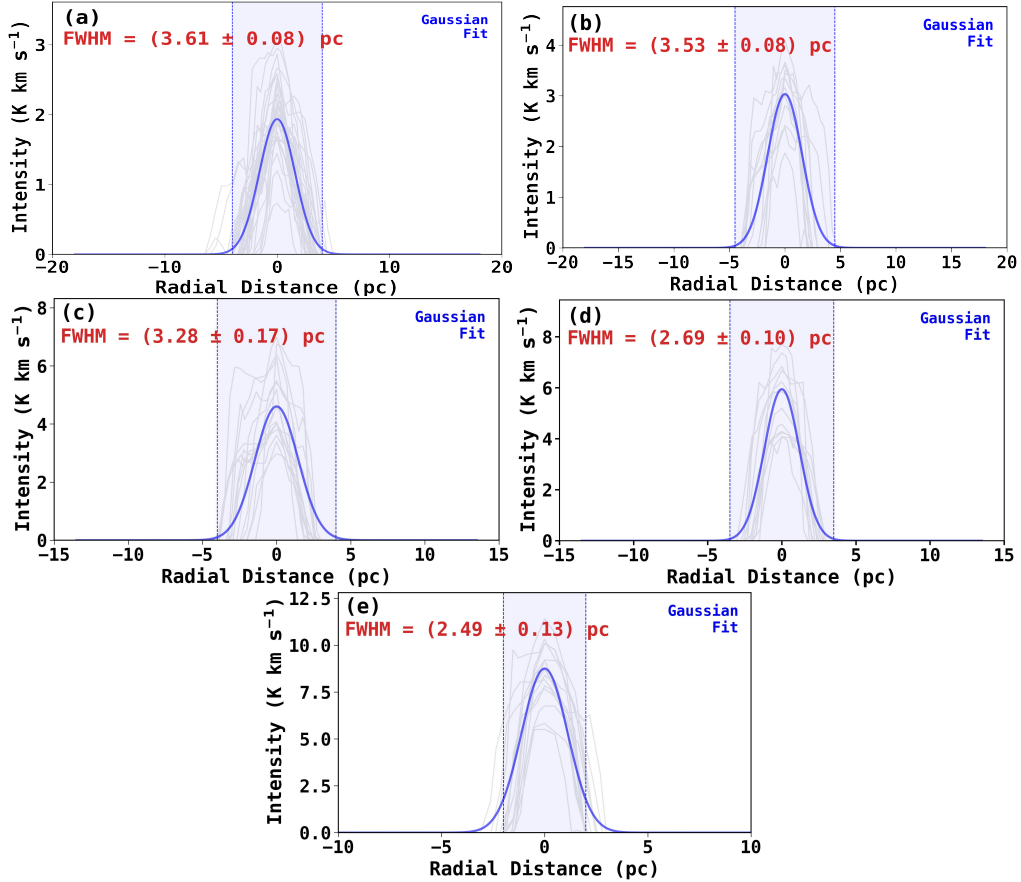 (a)
FWHM = (3.61 ± 0.08) pc
Gaussian
Fit
Intensity (K km s⁻¹)
3
2
1
0
−20 −10 0 10 20
Radial Distance (pc)
(b)
FWHM = (3.53 ± 0.08) pc
Gaussian
Fit
Intensity (K km s⁻¹)
4
3
2
1
0
−20 −15 −10 −5 0 5 10 15 20
Radial Distance (pc)
(c)
FWHM = (3.28 ± 0.17) pc
Gaussian
Fit
Intensity (K km s⁻¹)
8
6
4
2
0
−15 −10 −5 0 5 10 15
Radial Distance (pc)
(d)
FWHM = (2.69 ± 0.10) pc
Gaussian
Fit
Intensity (K km s⁻¹)
8
6
4
2
0
−15 −10 −5 0 5 10 15
Radial Distance (pc)
(e)
FWHM = (2.49 ± 0.13) pc
Gaussian
Fit
Intensity (K km s⁻¹)
12.5
10.0
7.5
5.0
2.5
0.0
−10 −5 0 5 10
Radial Distance (pc)